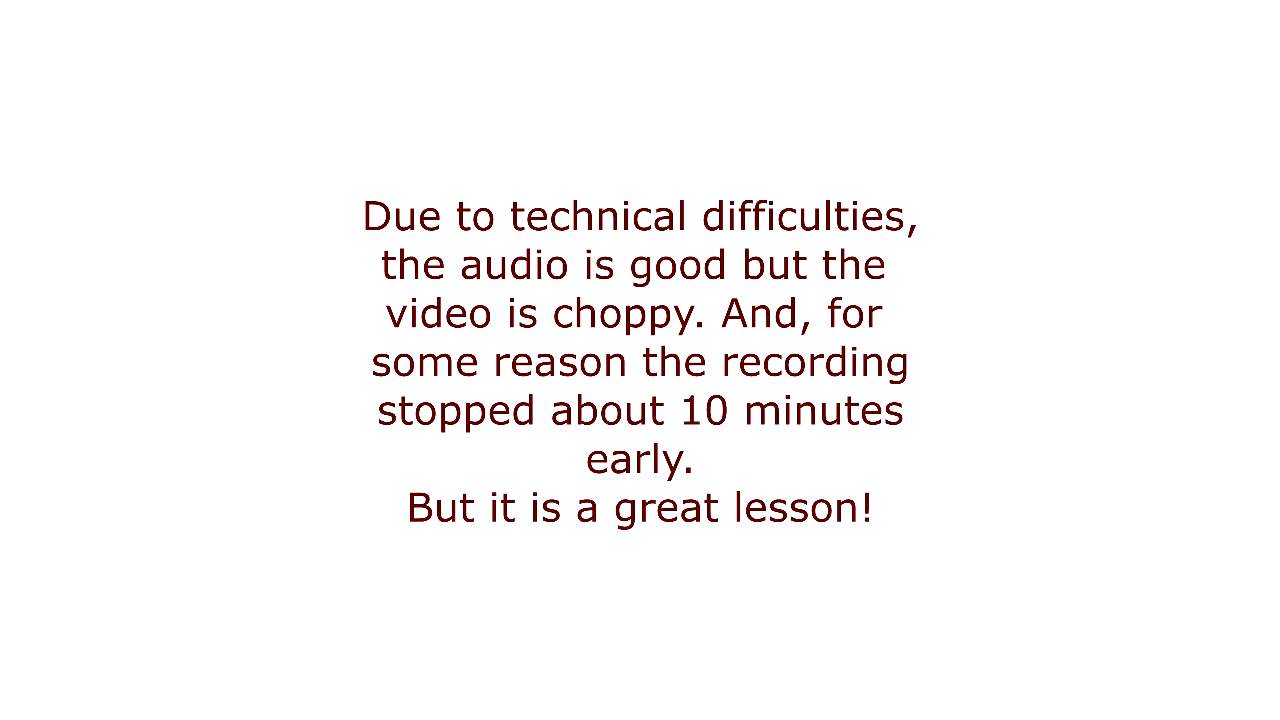 Due to technical difficulties,
the audio is good but the
video is choppy. And, for
some reason the recording
stopped about 10 minutes
early.
But it is a great lesson!